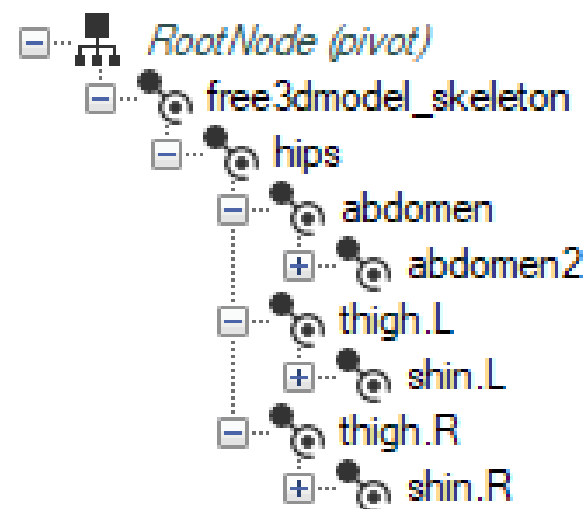 RootNode (pivot)
free3dmodel_skeleton
hips
abdomen
abdomen2
thigh.L
shin.L
thigh.R
shin.R